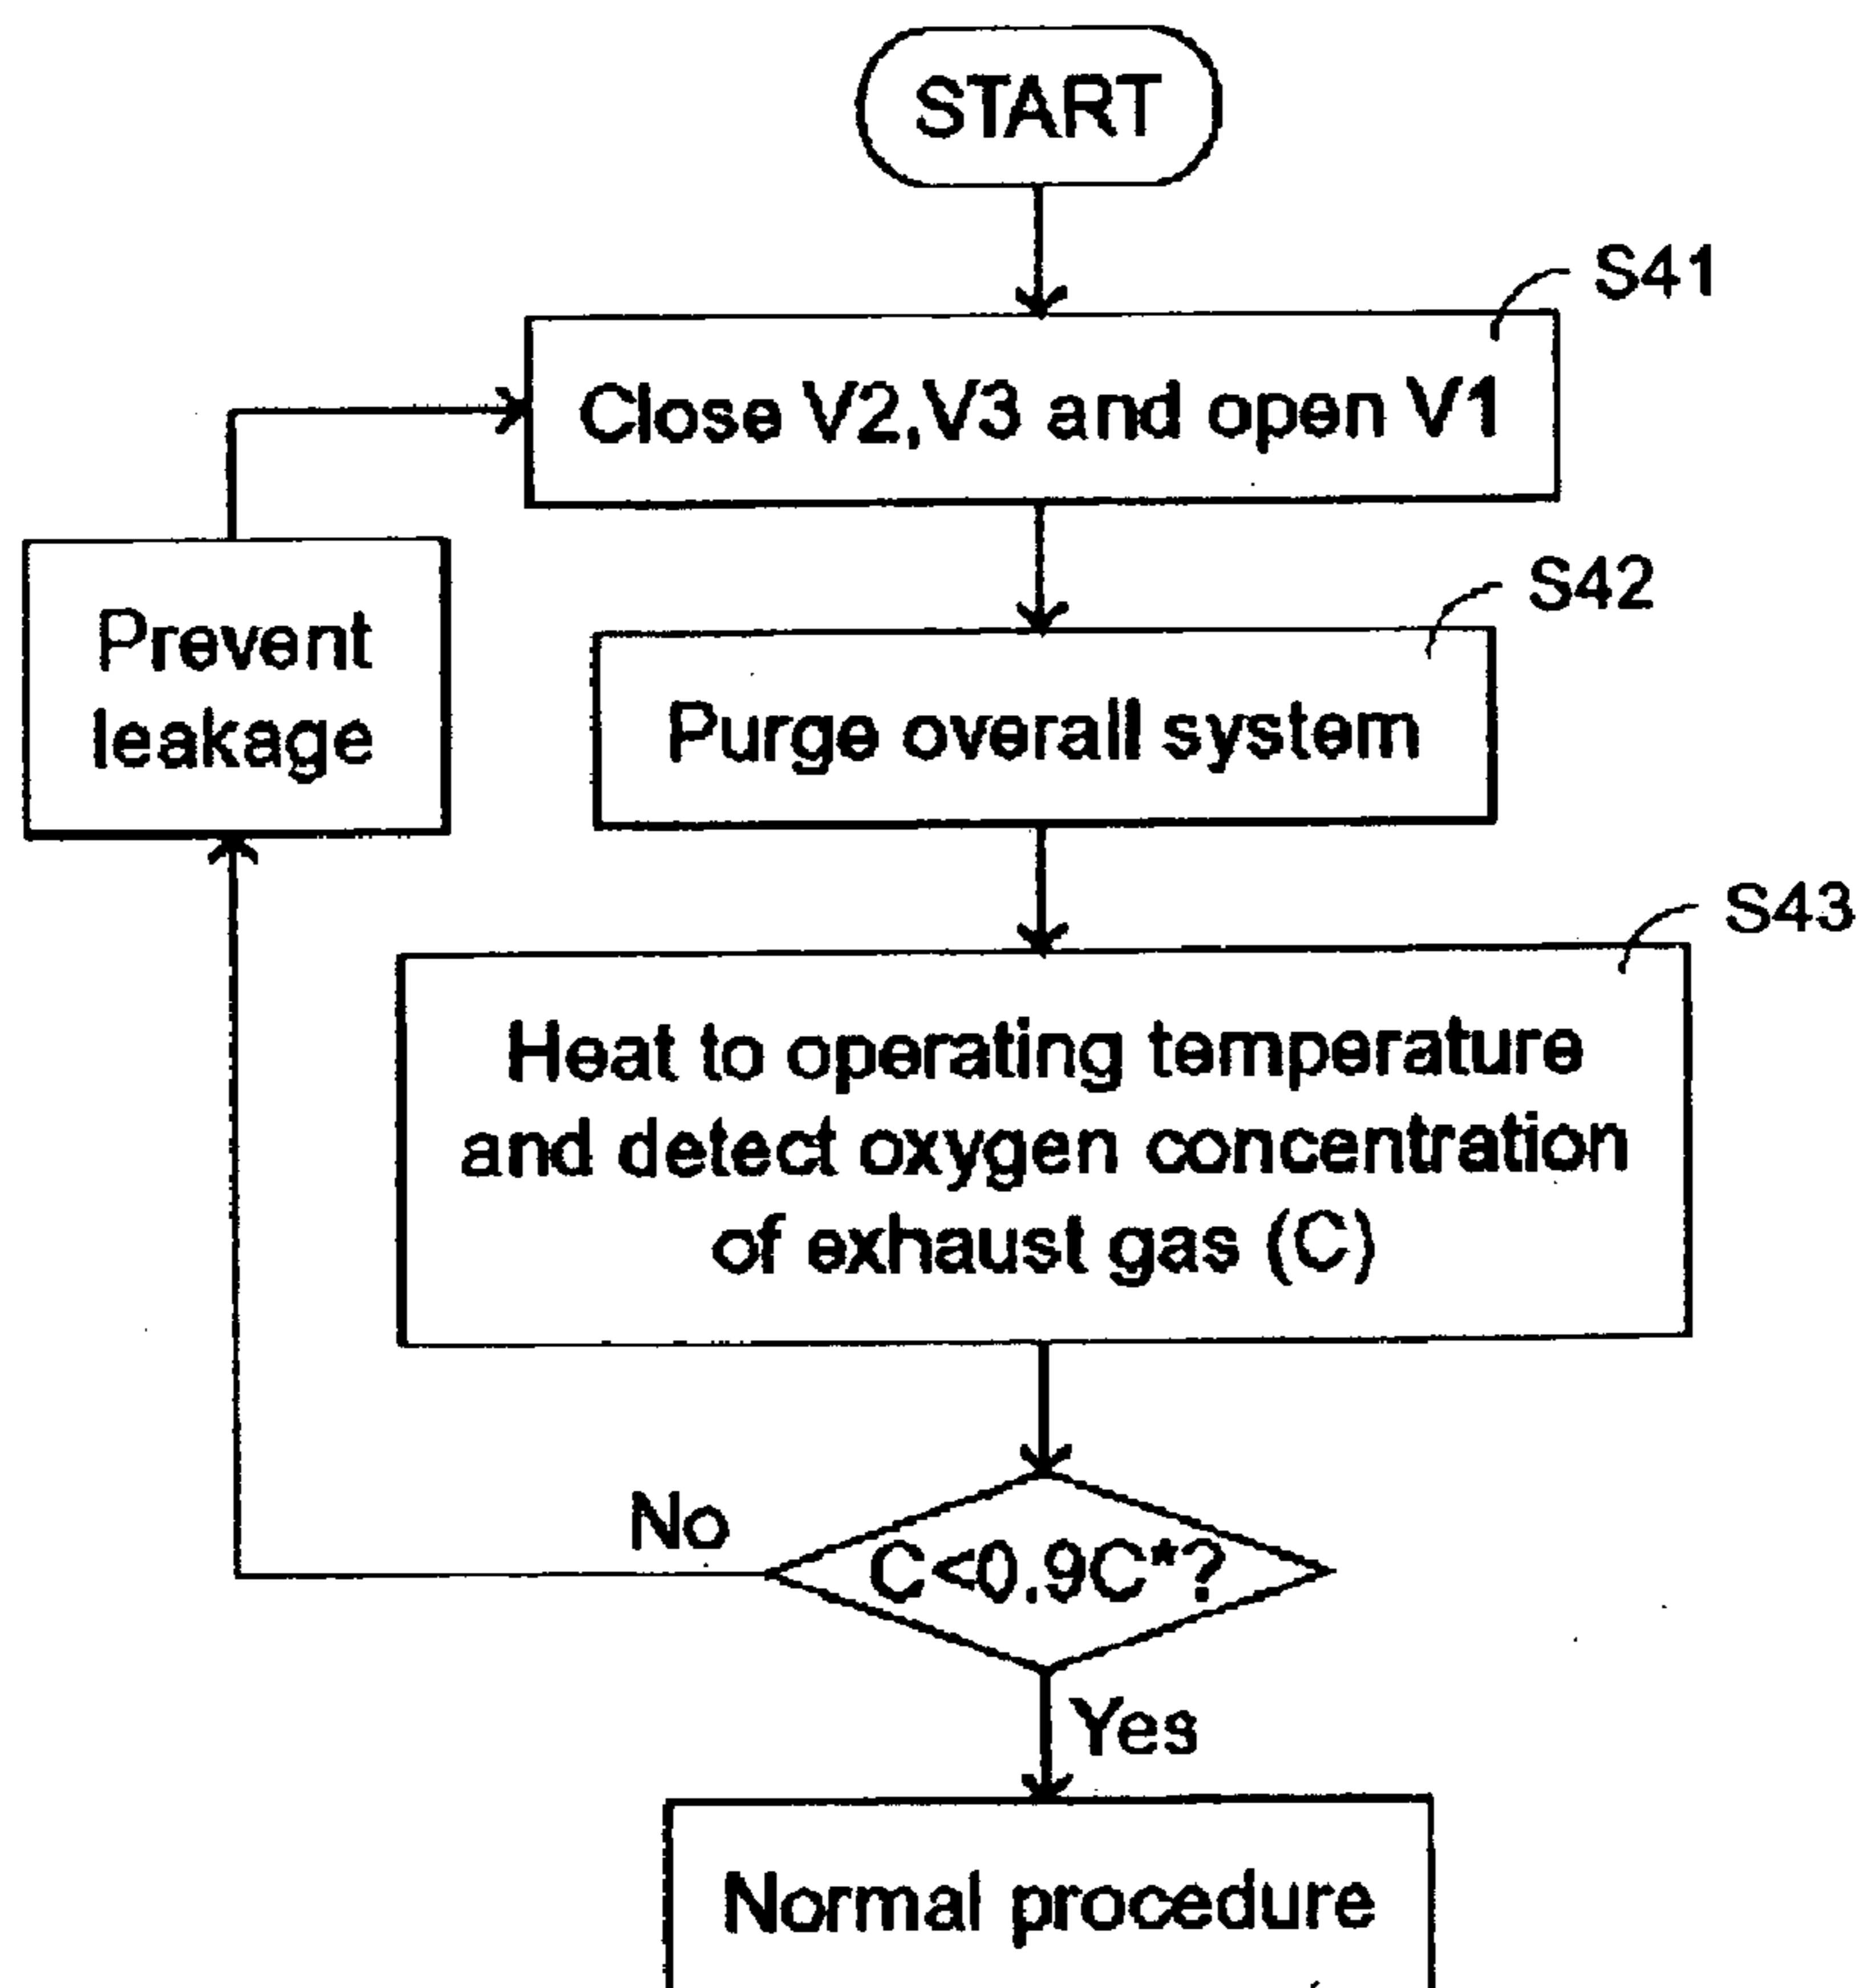 START
S41
Close V2,V3 and open V1
S42
Prevent
leakage
Purge overall system
S43
Heat to operating temperature
and detect oxygen concentration
of exhaust gas (C)
No
C<0.9C*?
Yes
Normal procedure